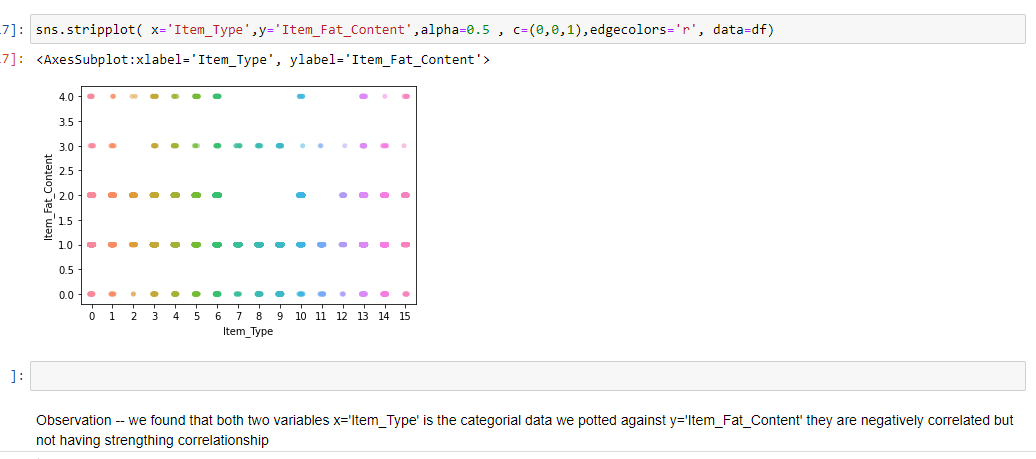 7]: sns.stripplot( x='Item_Type',y='Item_Fat_Content',alpha=0.5 , c=(0,0,1),edgecolors='r', data=df)
7]: <AxesSubplot:xlabel='Item_Type', ylabel='Item_Fat_Content'>
4.0
3.5
3.0
2.5
2.0
1.5
1.0
0.5
0.0
Item_Fat_Content
0 1 2 3 4 5 6 7 8 9 10 11 12 13 14 15
Item_Type
]:
Observation -- we found that both two variables x='Item_Type' is the categorial data we potted against y='Item_Fat_Content' they are negatively correlated but
not having strengthing correlationship